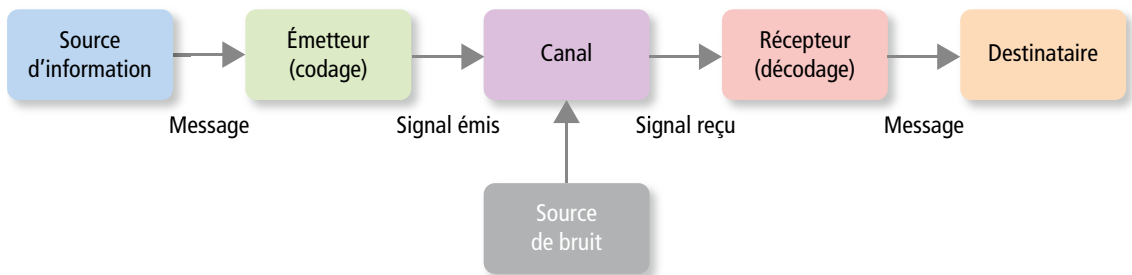 Source
d'information
Émetteur
(codage)
Canal
Récepteur
(décodage)
Destinataire
Message
Signal émis
Signal reçu
Message
Source
de bruit